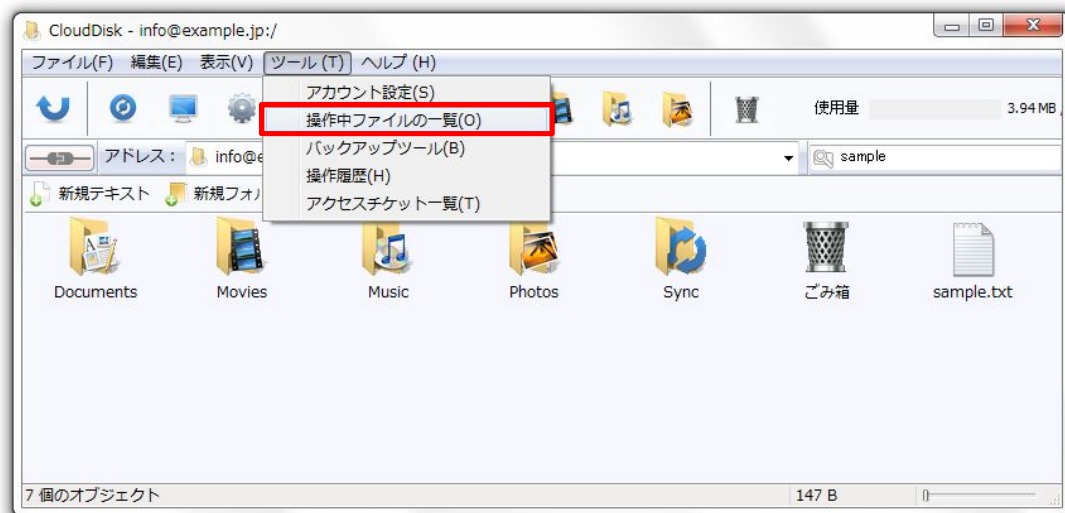 CloudDisk - info@example.jp:/
ファイル(F) 編集(E) 表示(V) ツール (T) ヘルプ (H)
アカウント設定(S)
操作中ファイルの一覧(O)
バックアップツール(B)
操作履歴(H)
アクセスチケット一覧(T)
使用量 3.94 MB
アドレス： info@e sample
新規テキスト 新規フォル
Documents Movies Music Photos Sync ごみ箱 sample.txt
7 個のオブジェクト 147 B